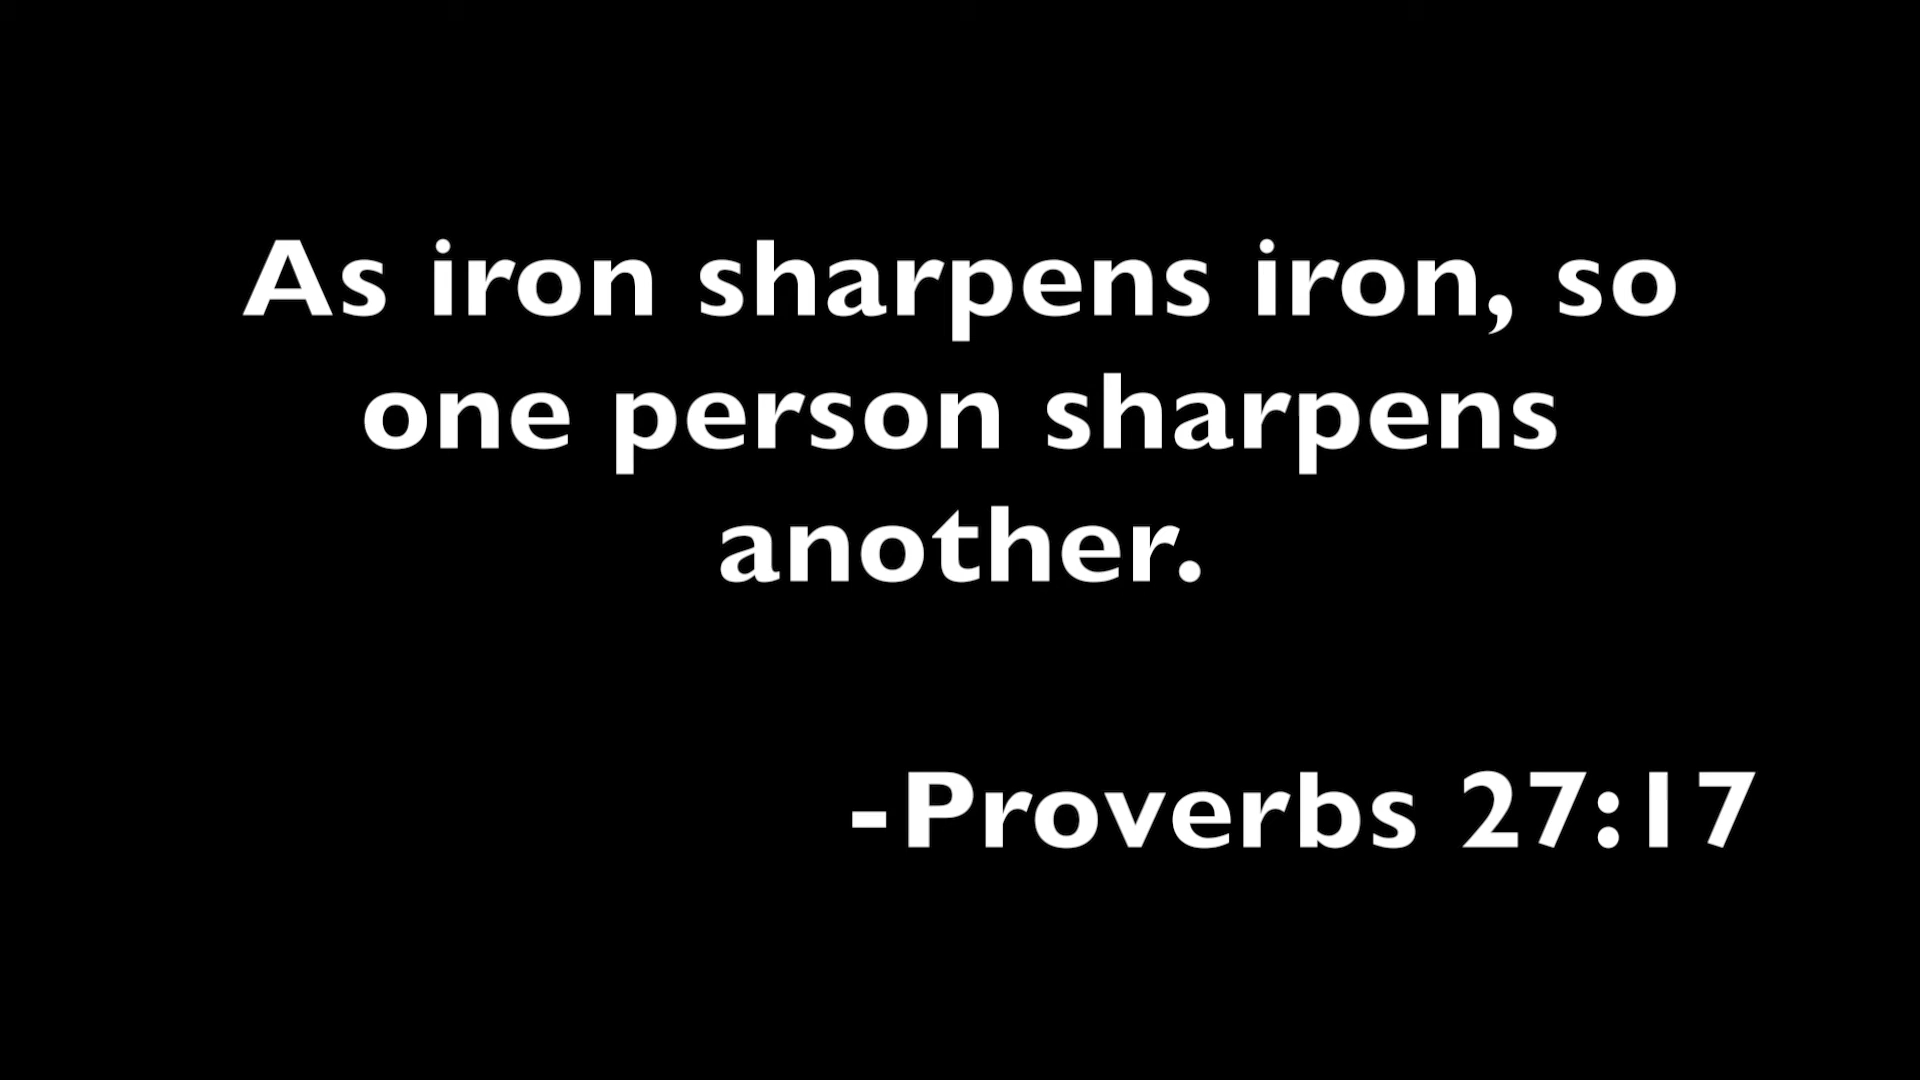 As iron sharpens iron, so
one person sharpens
another.
-Proverbs 27:17